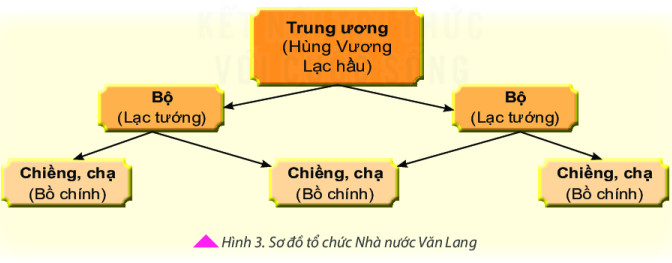 Trung ương
(Hùng Vương
Lạc hầu)
Bộ
(Lạc tướng)
Bộ
(Lạc tướng)
Chiềng, chạ
(Bồ chính)
Chiềng, chạ
(Bồ chính)
Chiềng, chạ
(Bồ chính)
Hình 3. Sơ đồ tổ chức Nhà nước Văn Lang